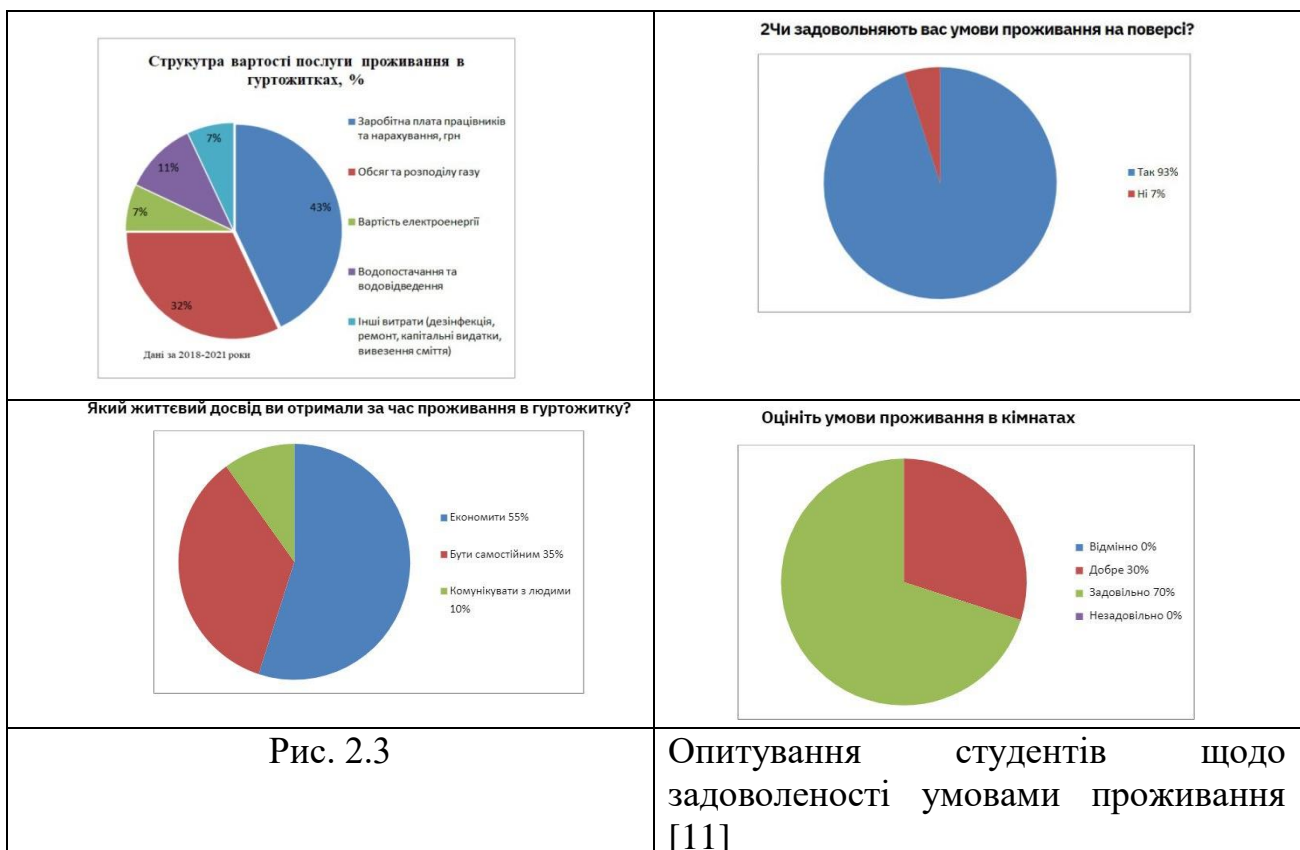 Струкутра вартості послуги проживання в
гуртожитках, %
7%
11%
7%
43%
32%
Заробітна плата працівників
та нарахування, грн
Обсяг та розподілу газу
Вартість електроенергії
Водопостачання та
водовідведення
Інші витрати (дезінфекція,
ремонт, капітальні видатки,
вивезення сміття)
Дані за 2018-2021 роки
2Чи задовольняють вас умови проживання на поверсі?
Так 93%
Ні 7%
Який життєвий досвід ви отримали за час проживання в гуртожитку?
Економити 55%
Бути самостійним 35%
Комунікувати з людими
10%
Оцініть умови проживання в кімнатах
Відмінно 0%
Добре 30%
Задовільно 70%
Незадовільно 0%
Рис. 2.3
Опитування студентів щодо
задоволеності умовами проживання
[11]